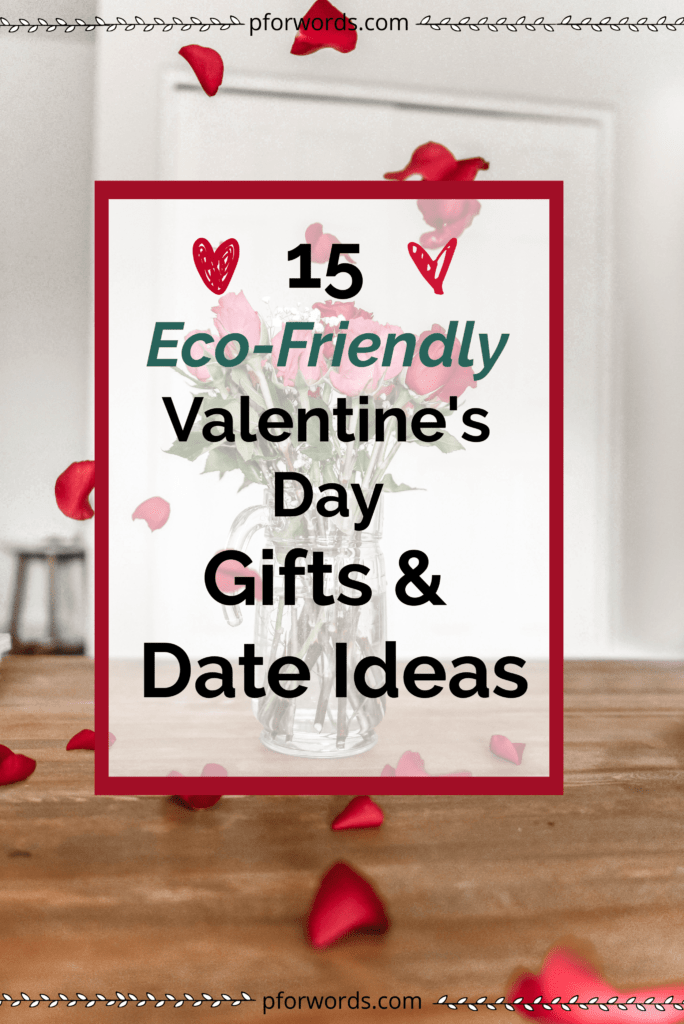 pforwords.com
15
Eco-Friendly
Valentine's
Day
Gifts &
Date Ideas
pforwords.com